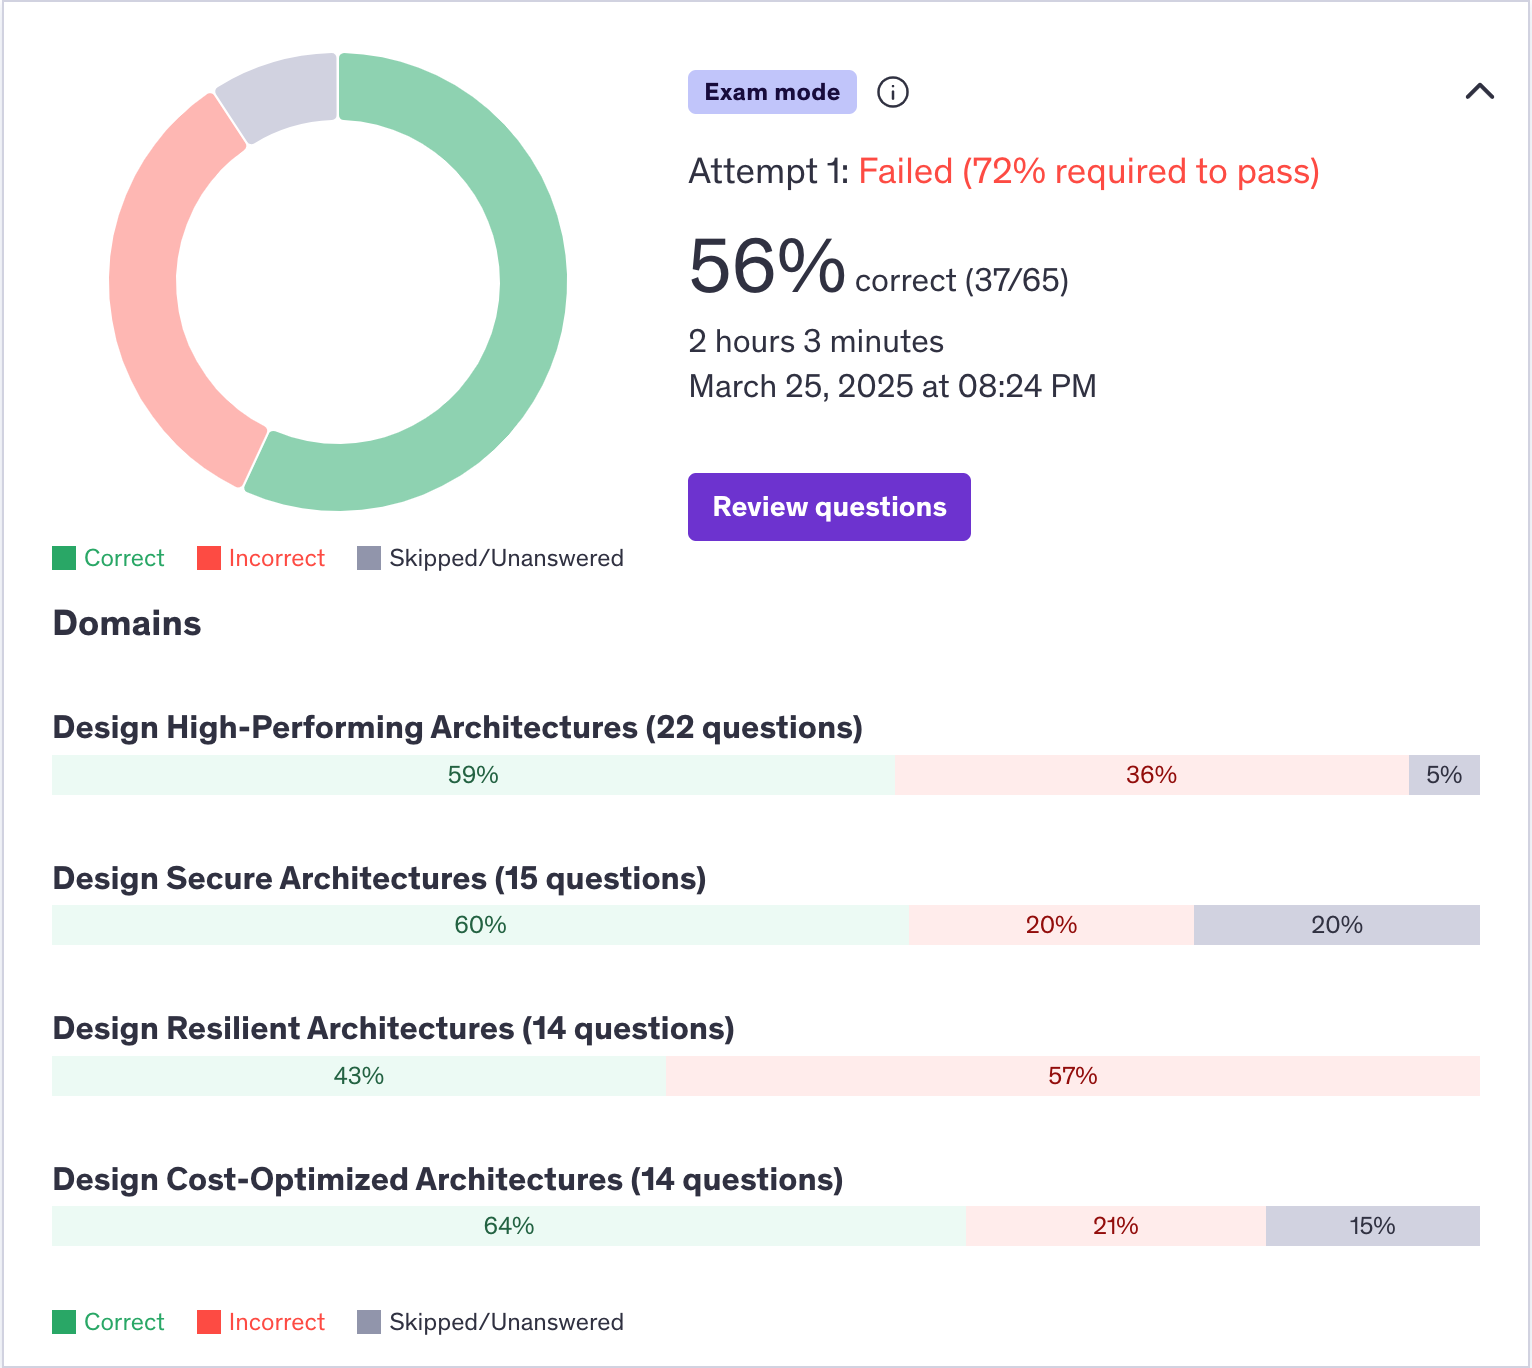 Exam mode
Attempt 1: Failed (72% required to pass)
56% correct (37/65)
2 hours 3 minutes
March 25, 2025 at 08:24 PM
Review questions
Correct Incorrect Skipped/Unanswered
Domains
Design High-Performing Architectures (22 questions)
59% 36% 5%
Design Secure Architectures (15 questions)
60% 20% 20%
Design Resilient Architectures (14 questions)
43% 57%
Design Cost-Optimized Architectures (14 questions)
64% 21% 15%
Correct Incorrect Skipped/Unanswered